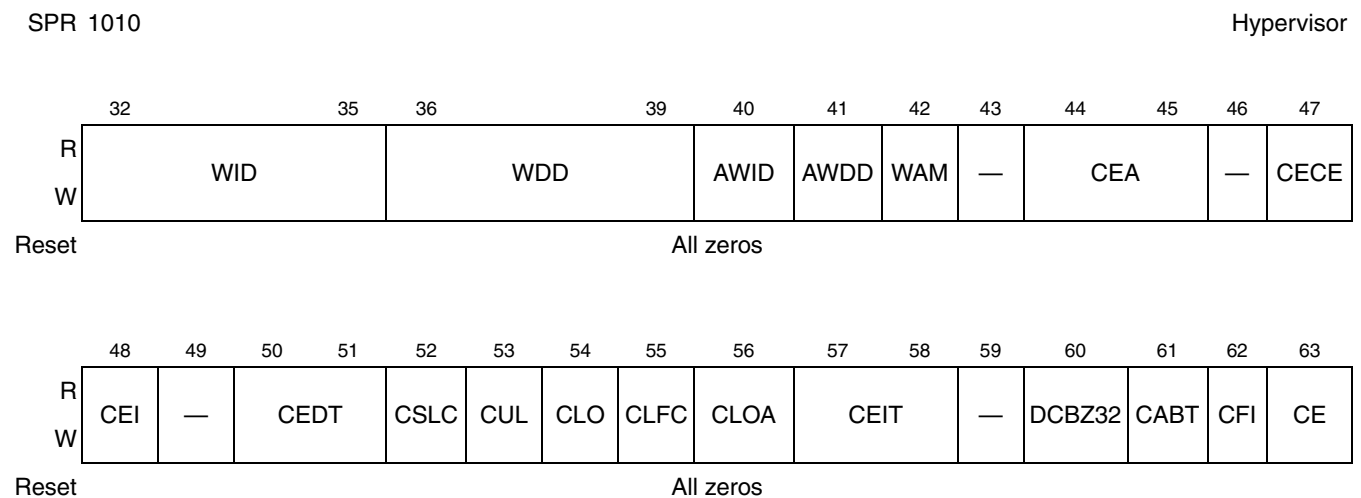 SPR 1010 Hypervisor
32 35 36 39 40 41 42 43 44 45 46 47
R
W
WID WDD AWID AWDD WAM — CEA — CECE
Reset All zeros
48 49 50 51 52 53 54 55 56 57 58 59 60 61 62 63
R
W
CEI — CEDT CSLC CUL CLO CLFC CLOA CEIT — DCBZ32 CABT CFI CE
Reset All zeros